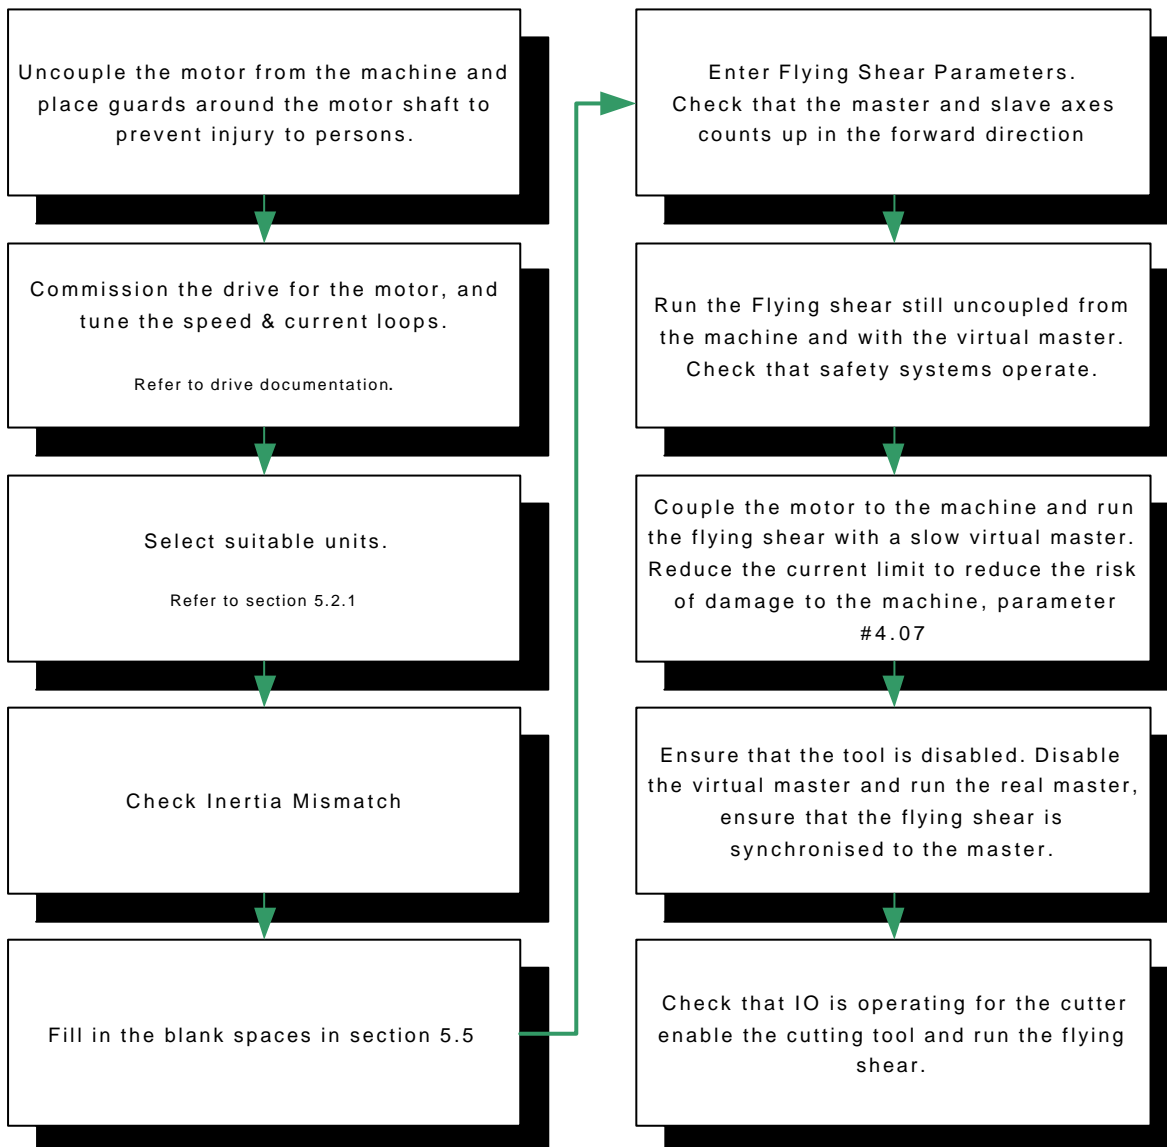 Uncouple the motor from the machine and
place guards around the motor shaft to
prevent injury to persons.
Commission the drive for the motor, and
tune the speed & current loops.
Refer to drive documentation.
Select suitable units.
Refer to section 5.2.1
Check Inertia Mismatch
Fill in the blank spaces in section 5.5
Enter Flying Shear Parameters.
Check that the master and slave axes
counts up in the forward direction
Run the Flying shear still uncoupled from
the machine and with the virtual master.
Check that safety systems operate.
Couple the motor to the machine and run
the flying shear with a slow virtual master.
Reduce the current limit to reduce the risk
of damage to the machine, parameter
#4.07
Ensure that the tool is disabled. Disable
the virtual master and run the real master,
ensure that the flying shear is
synchronised to the master.
Check that IO is operating for the cutter
enable the cutting tool and run the flying
shear.